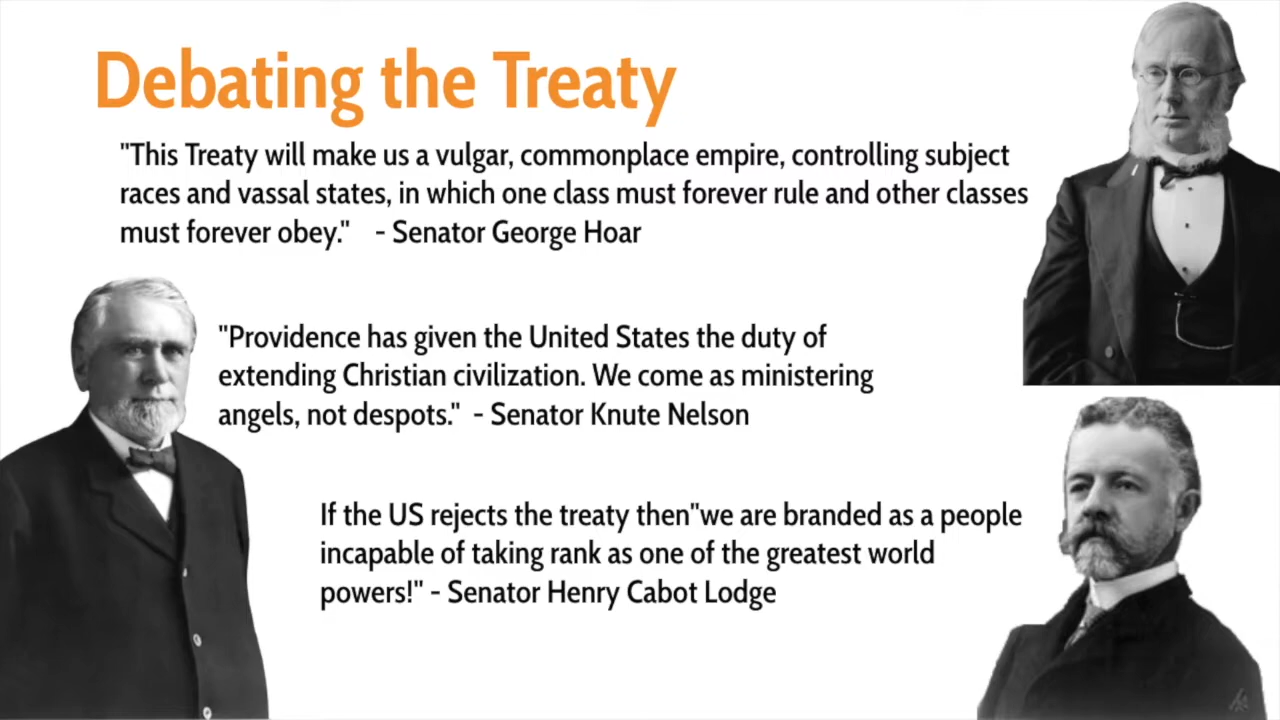 Debating the Treaty
"This Treaty will make us a vulgar, commonplace empire, controlling subject
races and vassal states, in which one class must forever rule and other classes
must forever obey." - Senator George Hoar
"Providence has given the United States the duty of
extending Christian civilization. We come as ministering
angels, not despots." - Senator Knute Nelson
If the US rejects the treaty then"we are branded as a people
incapable of taking rank as one of the greatest world
powers!" - Senator Henry Cabot Lodge